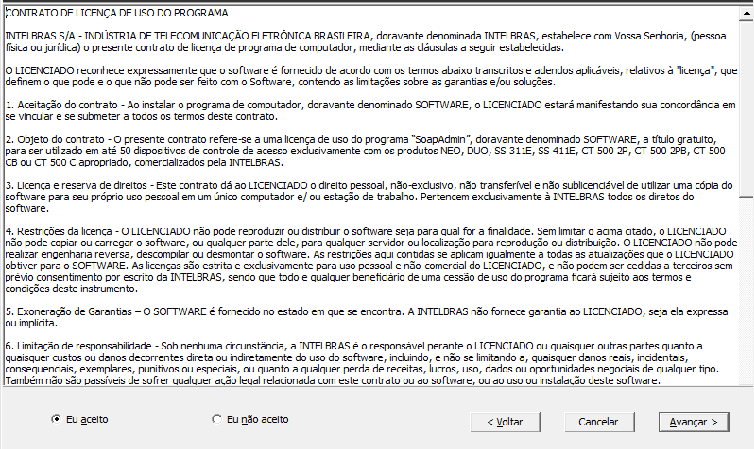 CONTRATO DE LICENÇA DE USO DO PROGRAMA
INTELBRAS S/A - INDÚSTRIA DE TELECOMUNICAÇÃO ELETRÔNICA BRASILEIRA, doravante denominada INTELBRAS, estabelece com Vossa Senhoria, (pessoa
física ou jurídica) o presente contrato de licença de programa de computador, mediante as cláusulas a seguir estabelecidas.
O LICENCIADO reconhece expressamente que o software é fornecido de acordo com os termos abaixo transcritos e adendos aplicáveis, relativos à "licença", que
definem o que pode e o que não pode ser feito com o Software, contendo as limitações sobre as garantias e/ou soluções.
1. Aceitação do contrato - Ao instalar o programa de computador, doravante denominado SOFTWARE, o LICENCIADO estará manifestando sua concordância em
se vincular e se submeter a todos os termos deste contrato.
2. Objeto do contrato - O presente contrato refere-se a uma licença de uso do programa "SoapAdmin", doravante denominado SOFTWARE, a título gratuito,
para ser utilizado em até 50 dispositivos de controle de acesso exclusivamente com os produtos NEO, DUO, SS 311E, SS 411E, CT 500 2P, CT 500 2PB, CT 500
CB ou CT 500 C apropriado, comercializados pela INTELBRAS.
3. Licença e reserva de direitos - Este contrato dá ao LICENCIADO o direito pessoal, não-exclusivo, não transferível e não sublicenciável de utilizar uma cópia do
software para seu próprio uso pessoal em um único computador e/ ou estação de trabalho. Pertencem exclusivamente à INTELBRAS todos os direitos do
software.
4. Restrições da licença - O LICENCIADO não pode reproduzir ou distribuir o software seja para qual for a finalidade. Sem limitar o acima citado, o LICENCIADO
não pode copiar ou carregar o software, ou qualquer parte dele, para qualquer servidor ou localização para reprodução ou distribuição. O LICENCIADO não pode
realizar engenharia reversa, descompilar ou desmontar o software. As restrições aqui contidas se aplicam igualmente a todas as atualizações que o LICENCIADO
obtiver para o SOFTWARE. As licenças são estrita e exclusivamente para uso pessoal e não comercial do LICENCIADO, e não podem ser cedidas a terceiros sem
prévio consentimento por escrito da INTELBRAS, sendo que todo e qualquer beneficiário de uma cessão de uso do programa ficará sujeito aos termos e
condições deste instrumento.
5. Exoneração de Garantias – O SOFTWARE é fornecido no estado em que se encontra. A INTELBRAS não fornece garantia ao LICENCIADO, seja ela expressa
ou implícita.
6. Limitação de responsabilidade - Sob nenhuma circunstância, a INTELBRAS é o responsável perante o LICENCIADO ou quaisquer outras partes quanto a
quaisquer custos ou danos decorrentes direta ou indiretamente do uso do software, incluindo, e não se limitando a, quaisquer danos reais, incidentais,
consequenciais, exemplares, punitivos ou especiais, ou quanto a qualquer perda de receitas, lucros, uso, dados ou oportunidades negociais de qualquer tipo.
Também não são passíveis de sofrer qualquer ação legal relacionada com este contrato ou ao software, ou ao uso ou instalação deste software.
Eu aceito
Eu não aceito
< Voltar
Cancelar
Avançar >